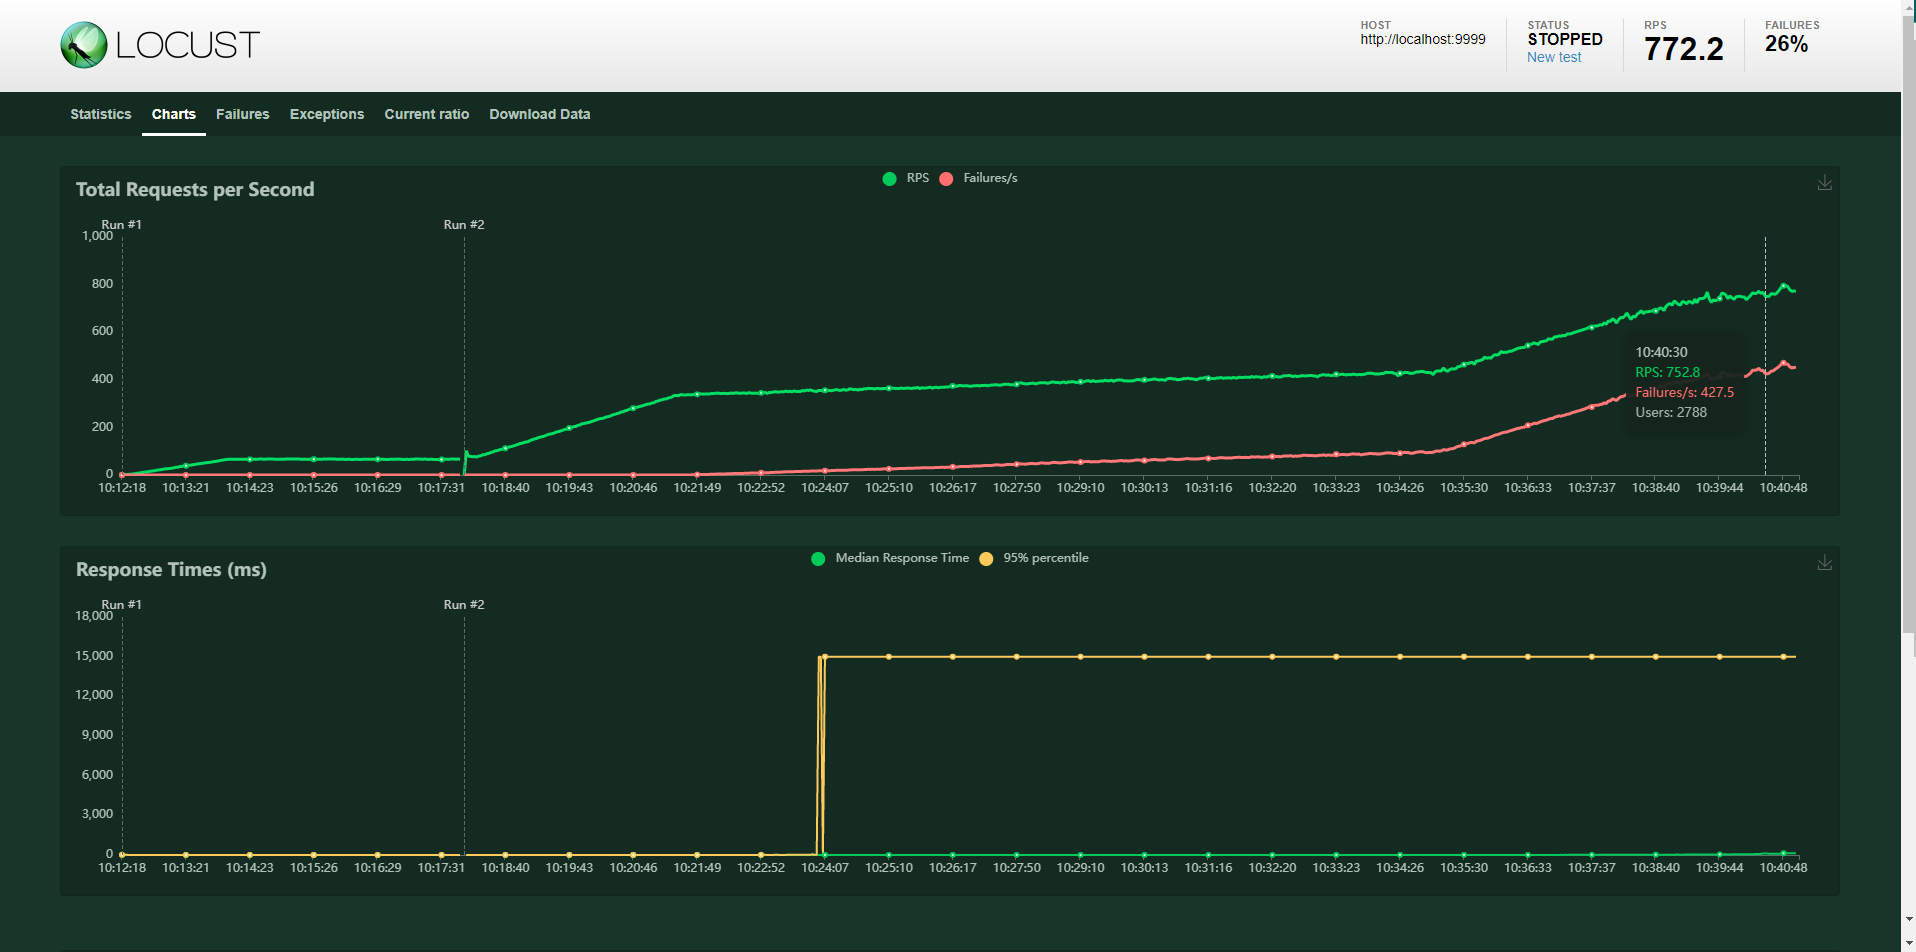 LOCUST
HOST
http://localhost:9999
STATUS
STOPPED
New test
RPS
772.2
FAILURES
26%
Statistics Charts Failures Exceptions Current ratio Download Data
Total Requests per Second
RPS Failures/s
Run #1 Run #2
1,000
800
600
400
200
0
10:40:30
RPS: 752.8
Failures/s: 427.5
Users: 2788
10:12:18 10:13:21 10:14:23 10:15:26 10:16:29 10:17:31 10:18:40 10:19:43 10:20:46 10:21:49 10:22:52 10:24:07 10:25:10 10:26:17 10:27:50 10:29:10 10:30:13 10:31:16 10:32:20 10:33:23 10:34:26 10:35:30 10:36:33 10:37:37 10:38:40 10:39:44 10:40:48
Response Times (ms)
Median Response Time 95% percentile
Run #1 Run #2
18,000
15,000
12,000
9,000
6,000
3,000
0
10:12:18 10:13:21 10:14:23 10:15:26 10:16:29 10:17:31 10:18:40 10:19:43 10:20:46 10:21:49 10:22:52 10:24:07 10:25:10 10:26:17 10:27:50 10:29:10 10:30:13 10:31:16 10:32:20 10:33:23 10:34:26 10:35:30 10:36:33 10:37:37 10:38:40 10:39:44 10:40:48